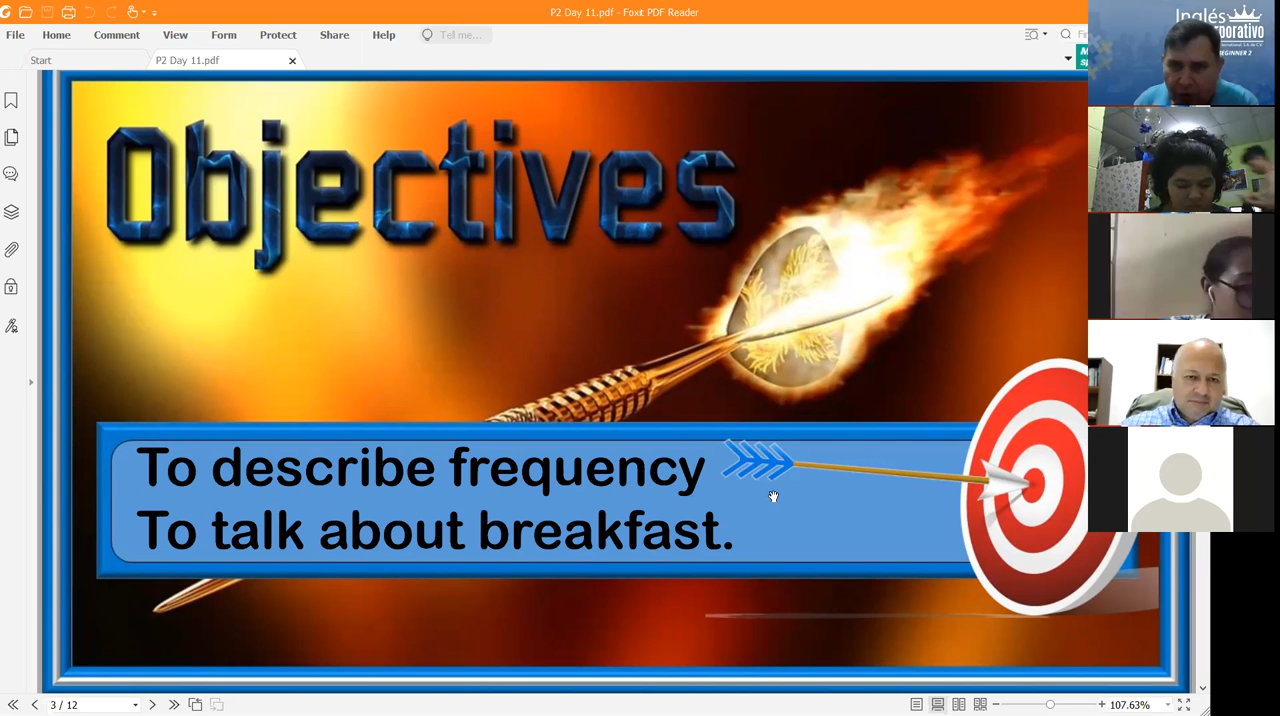 P2 Day 11.pdf - Foxit PDF Reader
File Home Comment View Form Protect Share Help Tell me...
Start
P2 Day 11.pdf
Objectives
To describe frequency
To talk about breakfast.
Inglés
BEGINNER 2
3 / 12
107.63%